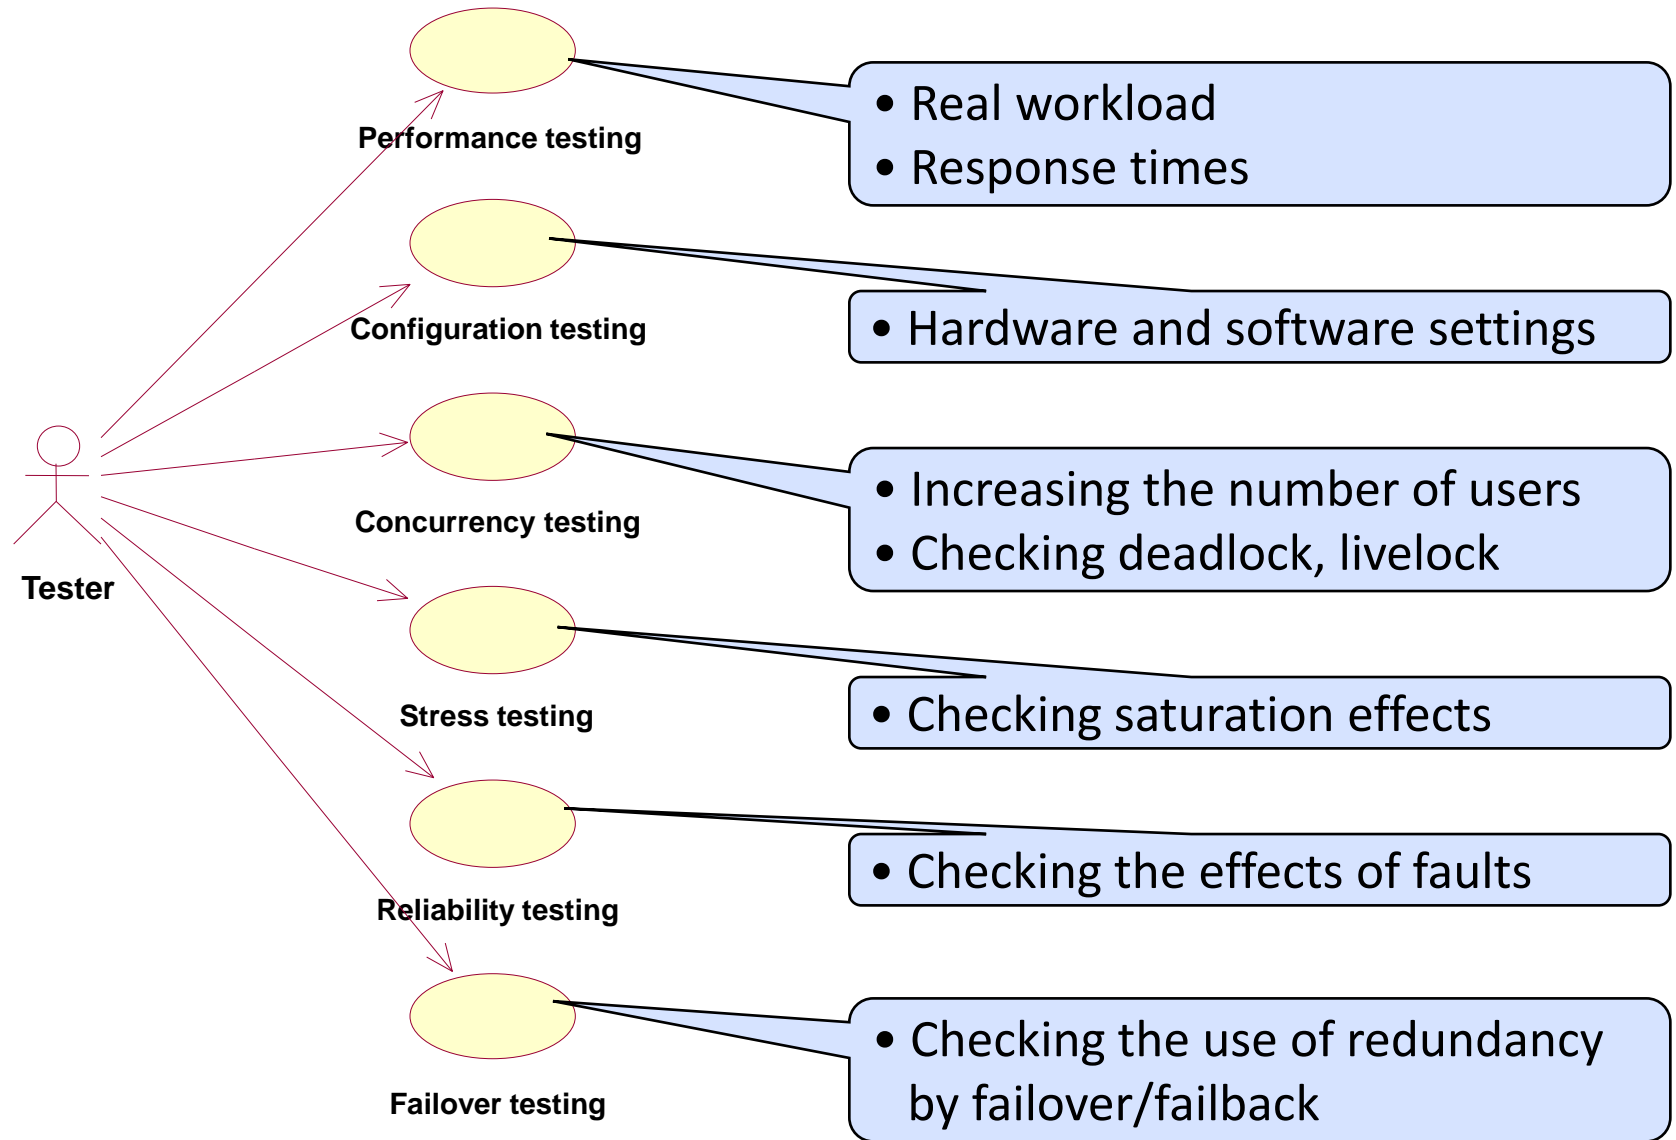 Performance testing
• Real workload
• Response times
Configuration testing
• Hardware and software settings
Concurrency testing
• Increasing the number of users
• Checking deadlock, livelock
Tester
Stress testing
• Checking saturation effects
Reliability testing
• Checking the effects of faults
Failover testing
• Checking the use of redundancy
by failover/failback